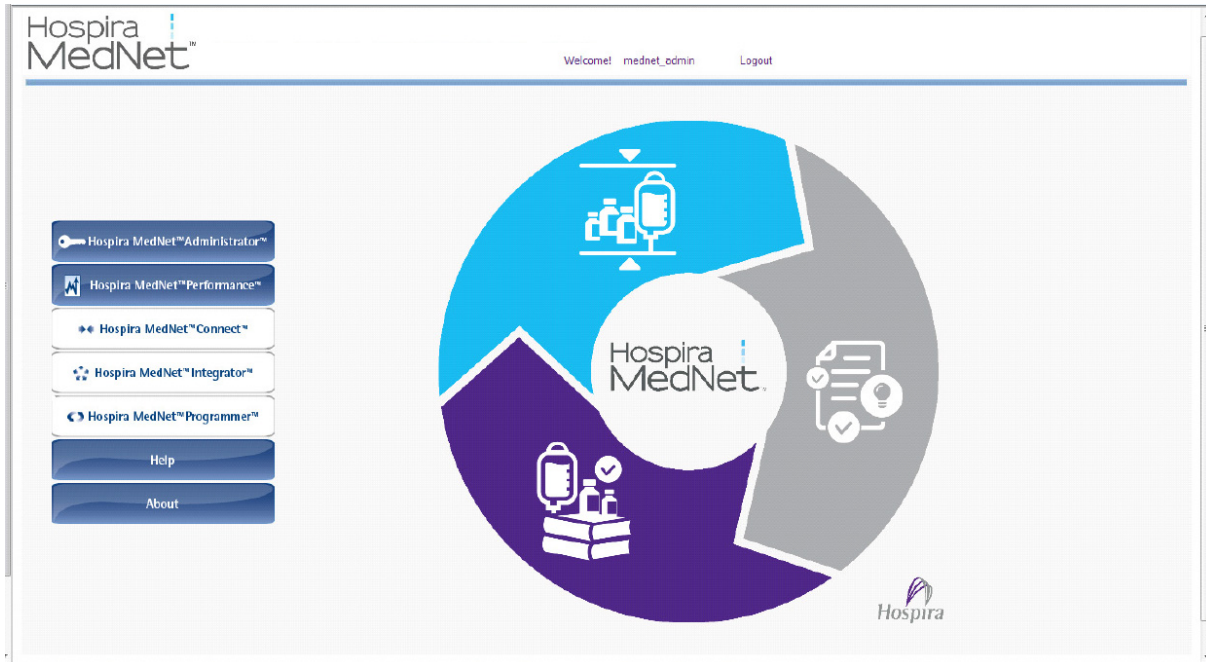 Hospira
MedNet™
Welcome! mednet_admin Logout
Hospira MedNet™Administrator™
Hospira MedNet™Performance™
Hospira MedNet™Connect™
Hospira MedNet™Integrator™
Hospira MedNet™Programmer™
Help
About
Hospira
MedNet™
Hospira